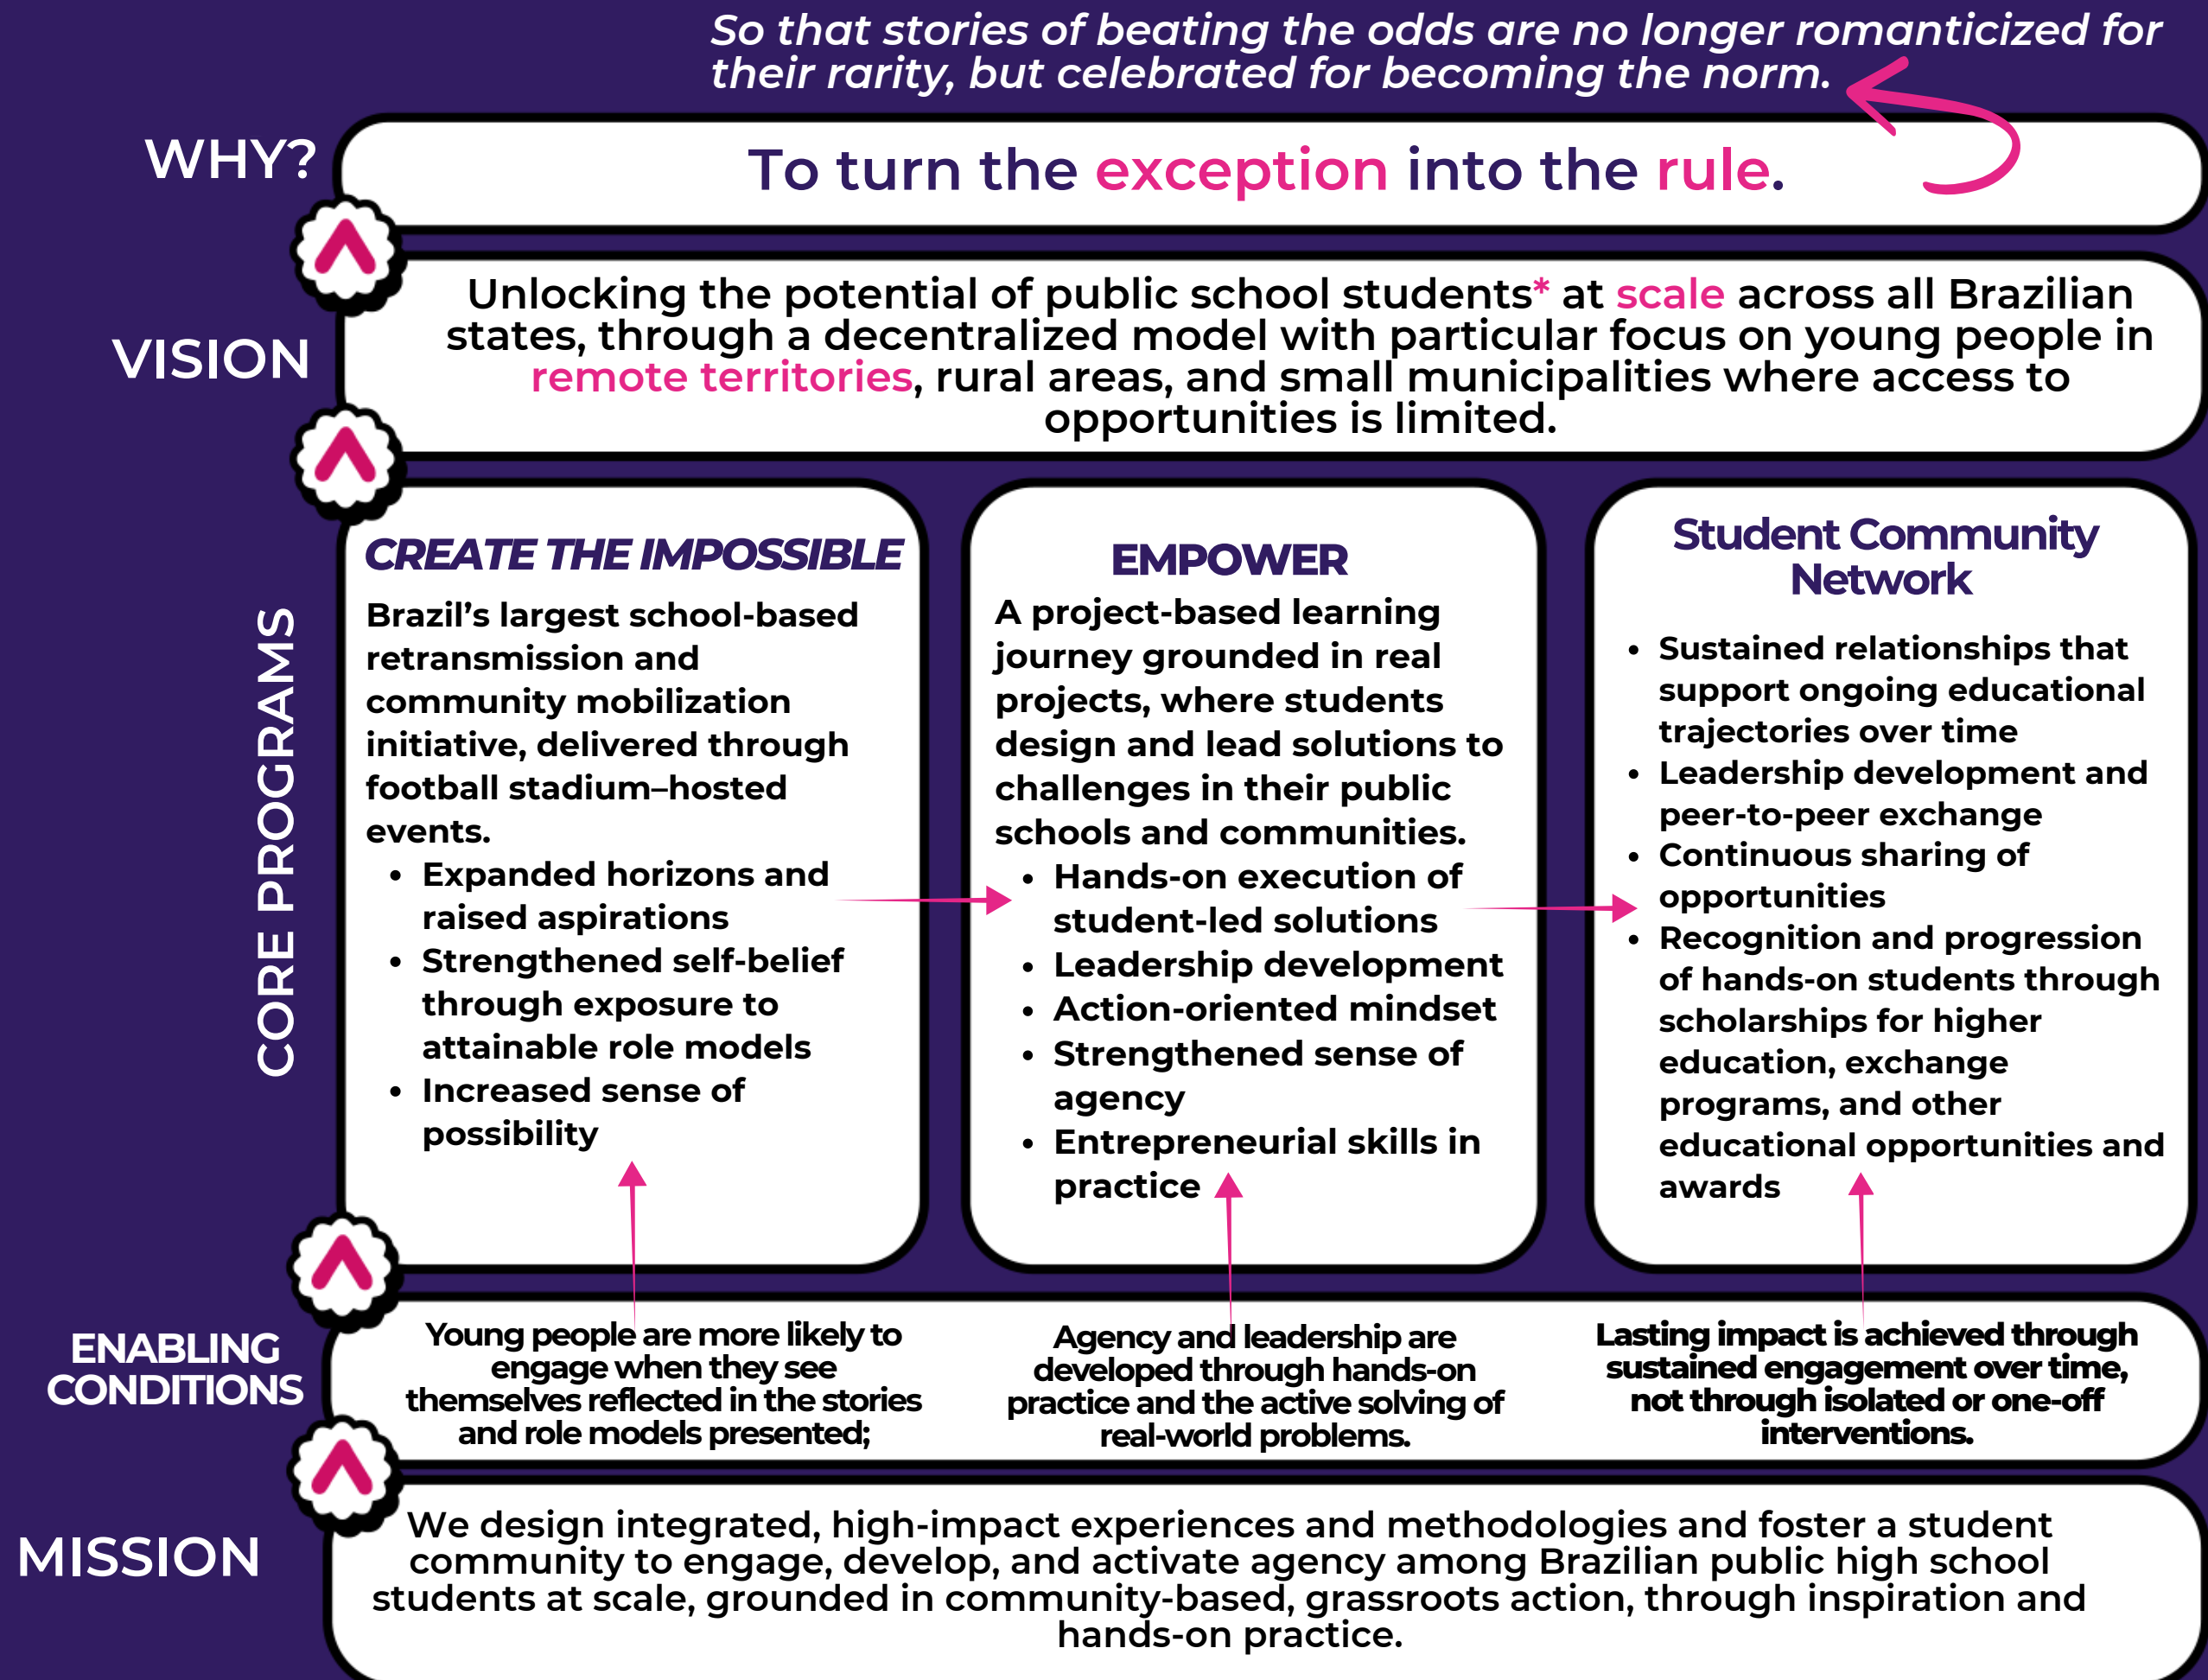 So that stories of beating the odds are no longer romanticized for
their rarity, but celebrated for becoming the norm.
WHY?
To turn the exception into the rule.
VISION
Unlocking the potential of public school students* at scale across all Brazilian
states, through a decentralized model with particular focus on young people in
remote territories, rural areas, and small municipalities where access to
opportunities is limited.
CORE PROGRAMS
CREATE THE IMPOSSIBLE
Brazil’s largest school-based
retransmission and
community mobilization
initiative, delivered through
football stadium–hosted
events.
• Expanded horizons and
raised aspirations
• Strengthened self-belief
through exposure to
attainable role models
• Increased sense of
possibility
EMPOWER
A project-based learning
journey grounded in real
projects, where students
design and lead solutions to
challenges in their public
schools and communities.
• Hands-on execution of
student-led solutions
• Leadership development
• Action-oriented mindset
• Strengthened sense of
agency
• Entrepreneurial skills in
practice
Student Community
Network
• Sustained relationships that
support ongoing educational
trajectories over time
• Leadership development and
peer-to-peer exchange
• Continuous sharing of
opportunities
• Recognition and progression
of hands-on students through
scholarships for higher
education, exchange
programs, and other
educational opportunities and
awards
ENABLING
CONDITIONS
Young people are more likely to
engage when they see
themselves reflected in the stories
and role models presented;
Agency and leadership are
developed through hands-on
practice and the active solving of
real-world problems.
Lasting impact is achieved through
sustained engagement over time,
not through isolated or one-off
interventions.
MISSION
We design integrated, high-impact experiences and methodologies and foster a student
community to engage, develop, and activate agency among Brazilian public high school
students at scale, grounded in community-based, grassroots action, through inspiration and
hands-on practice.